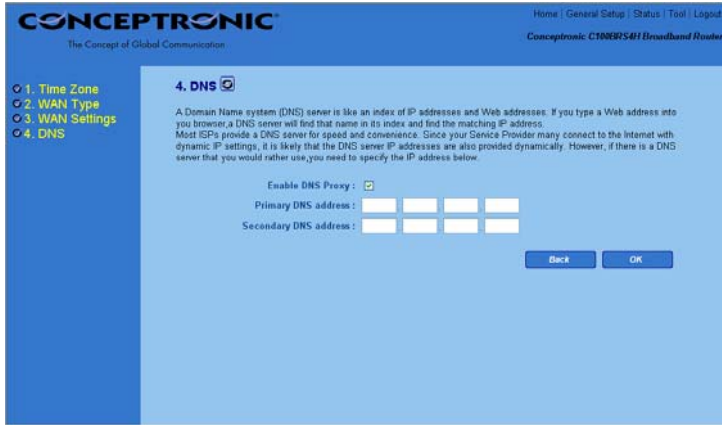 CONCEPTRONIC
The Concept of Global Communication
Home | General Setup | Status | Tool | Logout
Conceptronic C100BRS4H Broadband Router
1. Time Zone
2. WAN Type
3. WAN Settings
4. DNS
4. DNS
A Domain Name system (DNS) server is like an index of IP addresses and Web addresses. If you type a Web address into
you browser,a DNS server will find that name in its index and find the matching IP address.
Most ISPs provide a DNS server for speed and convenience. Since your Service Provider many connect to the Internet with
dynamic IP settings, it is likely that the DNS server IP addresses are also provided dynamically. However, if there is a DNS
server that you would rather use,you need to specify the IP address below.
Enable DNS Proxy :
Primary DNS address :
Secondary DNS address :
Back
OK